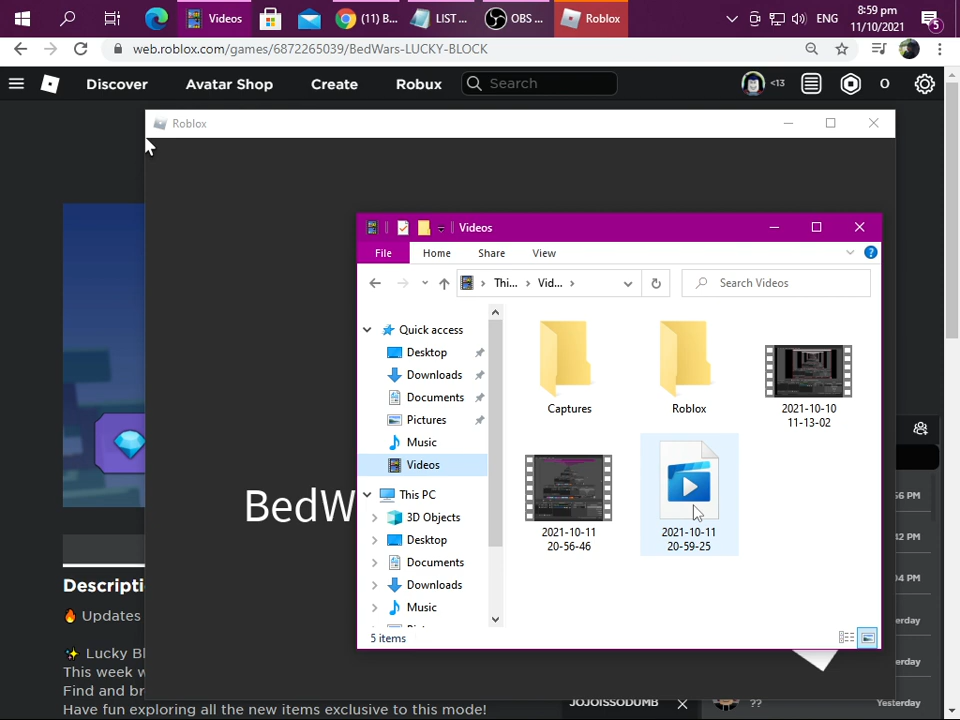 Videos
(11) B...
LIST ...
OBS ...
Roblox
ENG
8:59 pm
11/10/2021
5
web.roblox.com/games/6872265039/BedWars-LUCKY-BLOCK
Discover
Avatar Shop
Create
Robux
Search
<13
0
Roblox
Videos
File
Home
Share
View
?
Thi...
Vid...
Search Videos
Quick access
Desktop
Downloads
Documents
Pictures
Music
Videos
This PC
3D Objects
Desktop
Documents
Downloads
Music
Captures
Roblox
2021-10-10
11-13-02
2021-10-11
20-56-46
2021-10-11
20-59-25
5 items
BedW
Descripti
🔥 Updates
✨ Lucky Bl
This week w
Find and br
Have fun exploring all the new items exclusive to this mode!
56 PM
42 PM
04 PM
erday
erday
JOJOISSODUMB
??
Yesterday